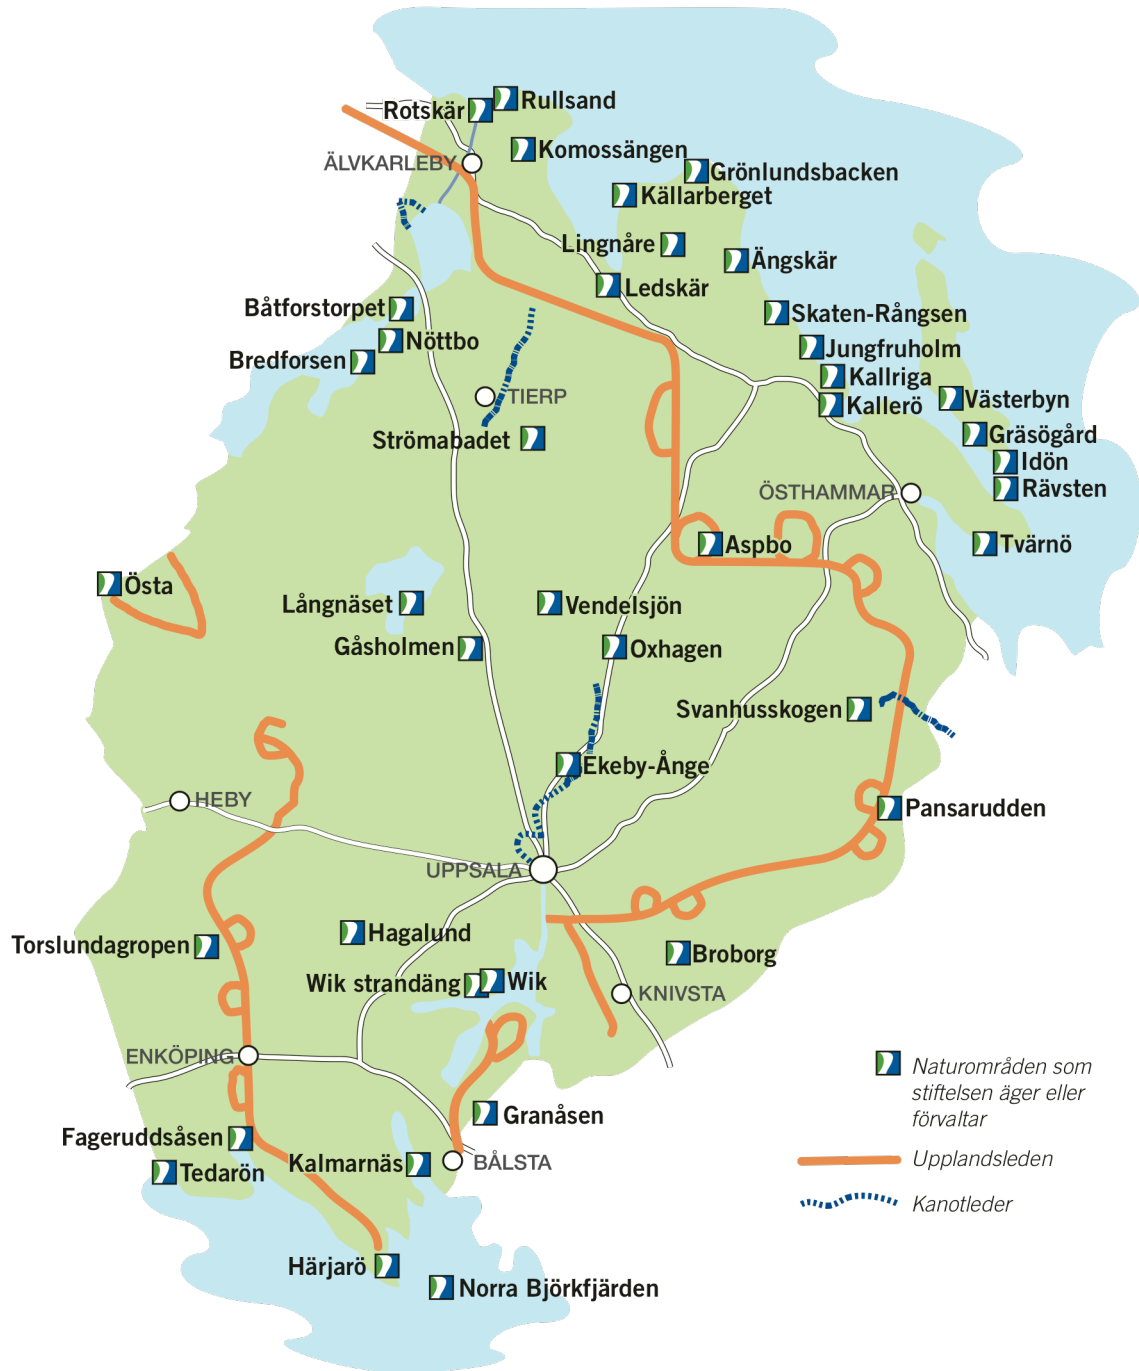 Rullsand
Rotskär
Komossängen
ÄLVKARLEBY
Grönlundsbacken
Källarberget
Lingnåre
Ängskär
Ledskär
Båtforstorpet
Skaten-Rångsen
Nöttbo
Jungfruholm
Bredforsen
Kallriga
TIERP
Västerbyn
Kallerö
Strömabadet
Gräsögård
Idön
Rävsten
ÖSTHAMMAR
Aspbo
Tvärnö
Östa
Långnäset
Vendelsjön
Gåsholmen
Oxhagen
Svanhusskogen
Ekeby-Ånge
HEBY
Pansarudden
UPPSALA
Hagalund
Torslundagropen
Broborg
Wik strandäng
Wik
KNIVSTA
ENKÖPING
Naturområden som
stiftelsen äger eller
förvaltar
Granåsen
Fageruddsåsen
Upplandsleden
Kalmarnäs
BÅLSTA
Tedarön
Kanotleder
Härjarö
Norra Björkfjärden